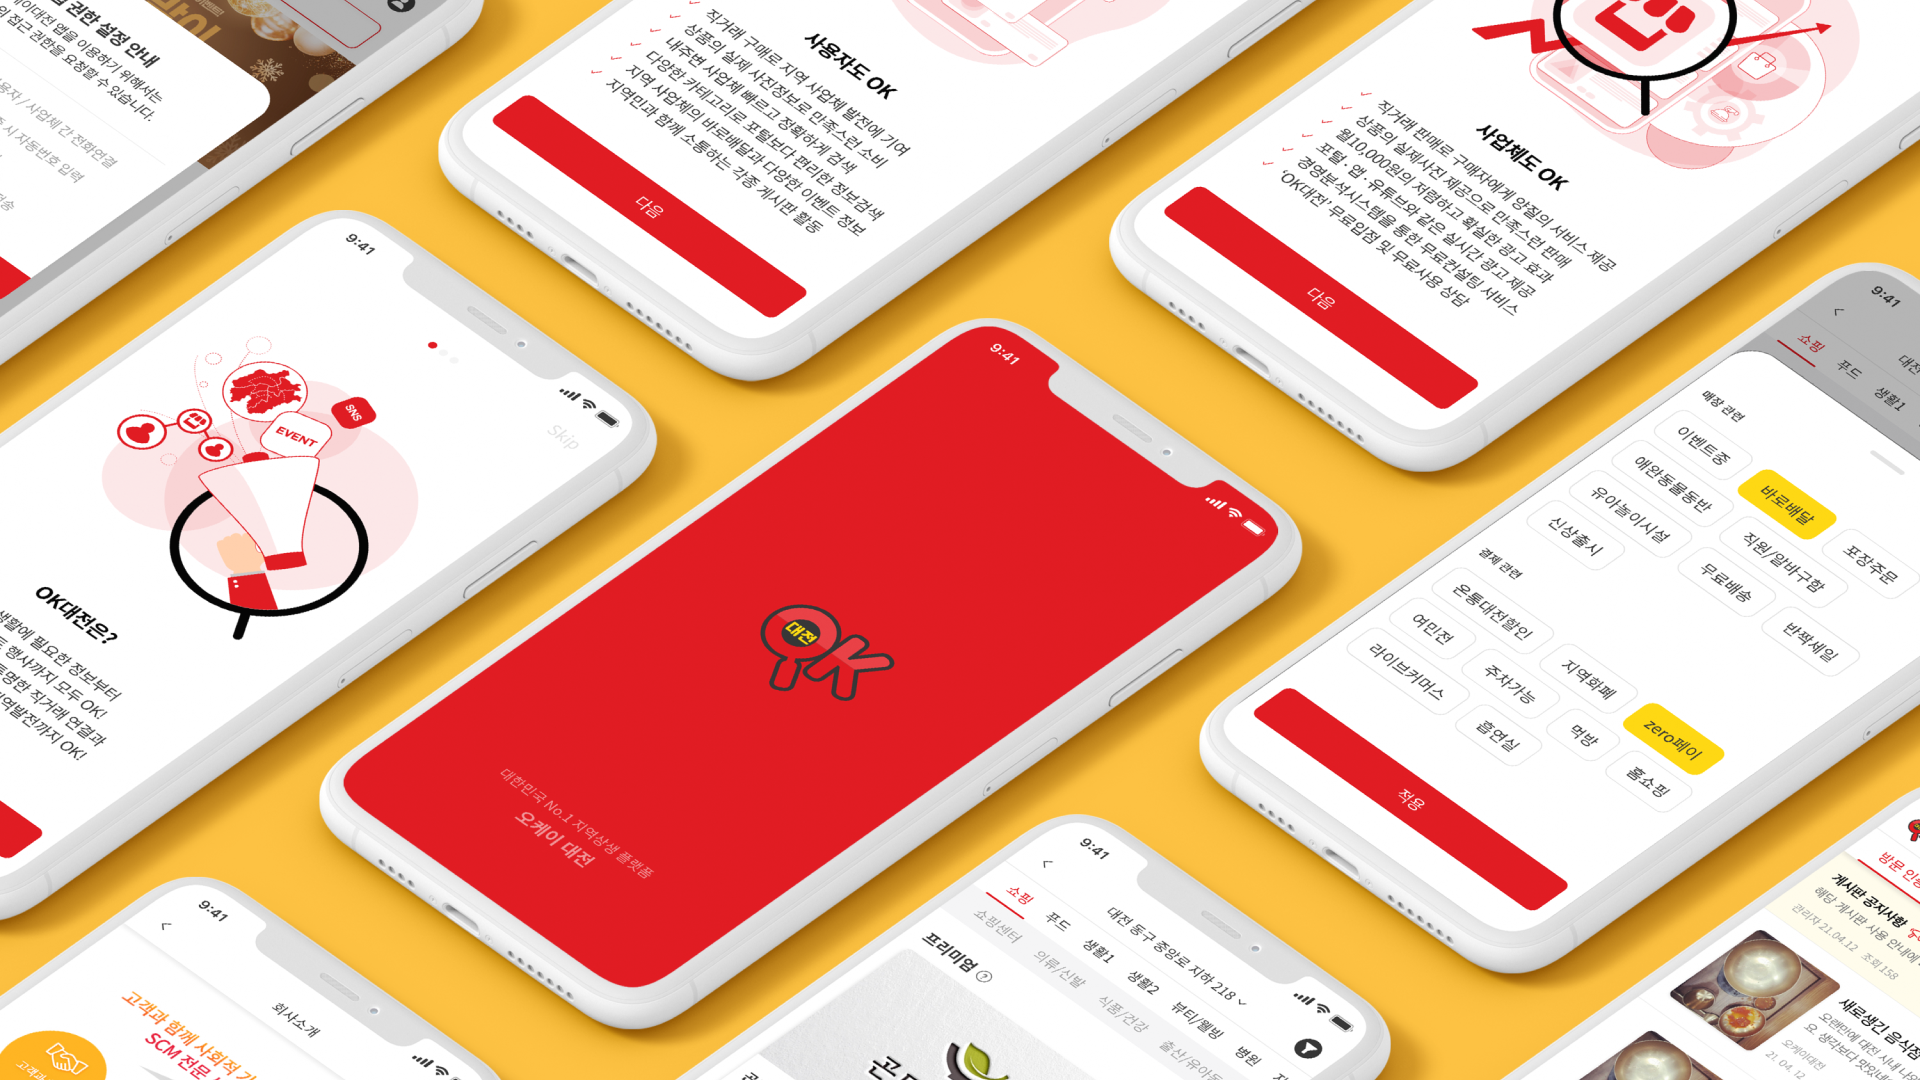 권한 설정 안내
이대전 앱을 이용하기 위해서는
접근 권한을 요청할 수 있습니다.
용자 / 사업체 간 전화연결
시 자동번호 입력
사용자도 OK
직거래 구매로 지역 사업체 발전에 기여
상품의 실제 사진정보로 만족스런 소비
내주변 사업체 빠르고 정확하게 검색
다양한 카테고리로 포털보다 편리한 정보검색
지역 사업체의 바로배달과 다양한 이벤트 정보
지역민과 함께 소통하는 각종 게시판 활동
다음
사업체도 OK
직거래 판매로 구매자에게 양질의 서비스 제공
상품의 실제사진 제공으로 만족스런 판매
월10,000원의 저렴하고 확실한 광고 효과
포털 · 앱 · 유튜브와 같은 실시간 광고 제공
경영분석시스템을 통한 무료컨설팅 서비스
'OK대전' 무료입점 및 무료사용 상담
다음
9:41
Skip
SNS
EVENT
OK대전은?
생활에 필요한 정보부터
행사까지 모두 OK!
투명한 직거래 연결과
지역발전까지 OK!
9:41
대전
OK
대한민국 No.1 지역상생 플랫폼
오케이 대전
9:41
대전
쇼핑
푸드
생활1
매장 관련
이벤트중
바로배달
포장주문
애완동물동반
직원/알바구함
반짝세일
유아놀이시설
무료배송
신상출시
결제 관련
온통대전할인
지역화폐
zero페이
여민전
주차가능
먹방
홈쇼핑
라이브커머스
흡연실
적용
9:41
회사소개
고객과 함께 사회적
SCM 전문
고객과
9:41
대전 동구 중앙로 지하 218
쇼핑
푸드
생활1
생활2
뷰티/웰빙
병원
쇼핑센터
의류/신발
식품/건강
출산/유아동
프리미엄
?
방문 인증
게시판 공지사항
해당 게시판 사용 안내에
관리자 21.04.12
조회 158
새로생긴 음식점
오랜만에 대전 시내 나
요. 생각보다 맛있네
오케이대전
21. 04. 12